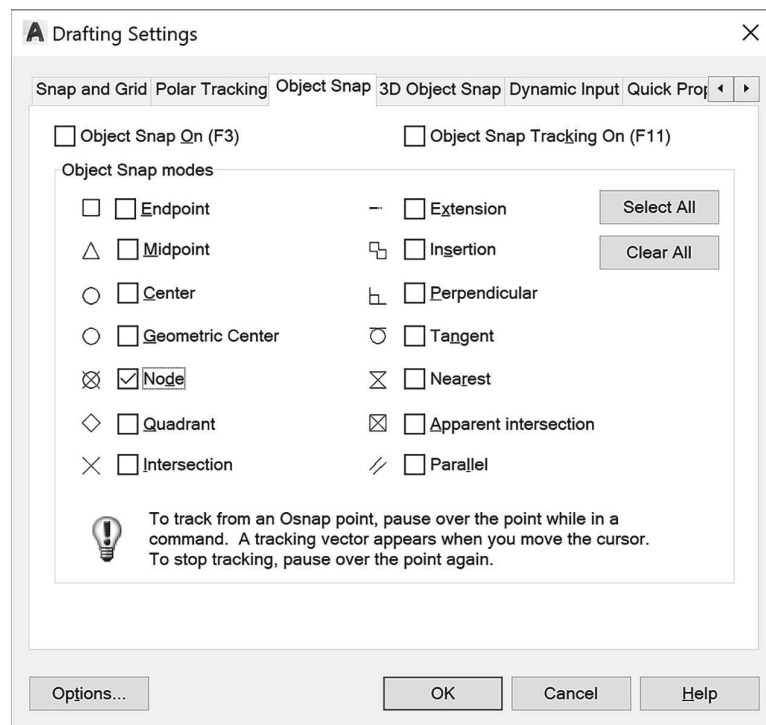 Drafting Settings
Snap and Grid Polar Tracking Object Snap 3D Object Snap Dynamic Input Quick Prop
Object Snap On (F3)
Object Snap Tracking On (F11)
Object Snap modes
Endpoint
Extension
Select All
Midpoint
Insertion
Clear All
Center
Perpendicular
Geometric Center
Tangent
Node
Nearest
Quadrant
Apparent intersection
Intersection
Parallel
To track from an Osnap point, pause over the point while in a
command. A tracking vector appears when you move the cursor.
To stop tracking, pause over the point again.
Options...
OK
Cancel
Help